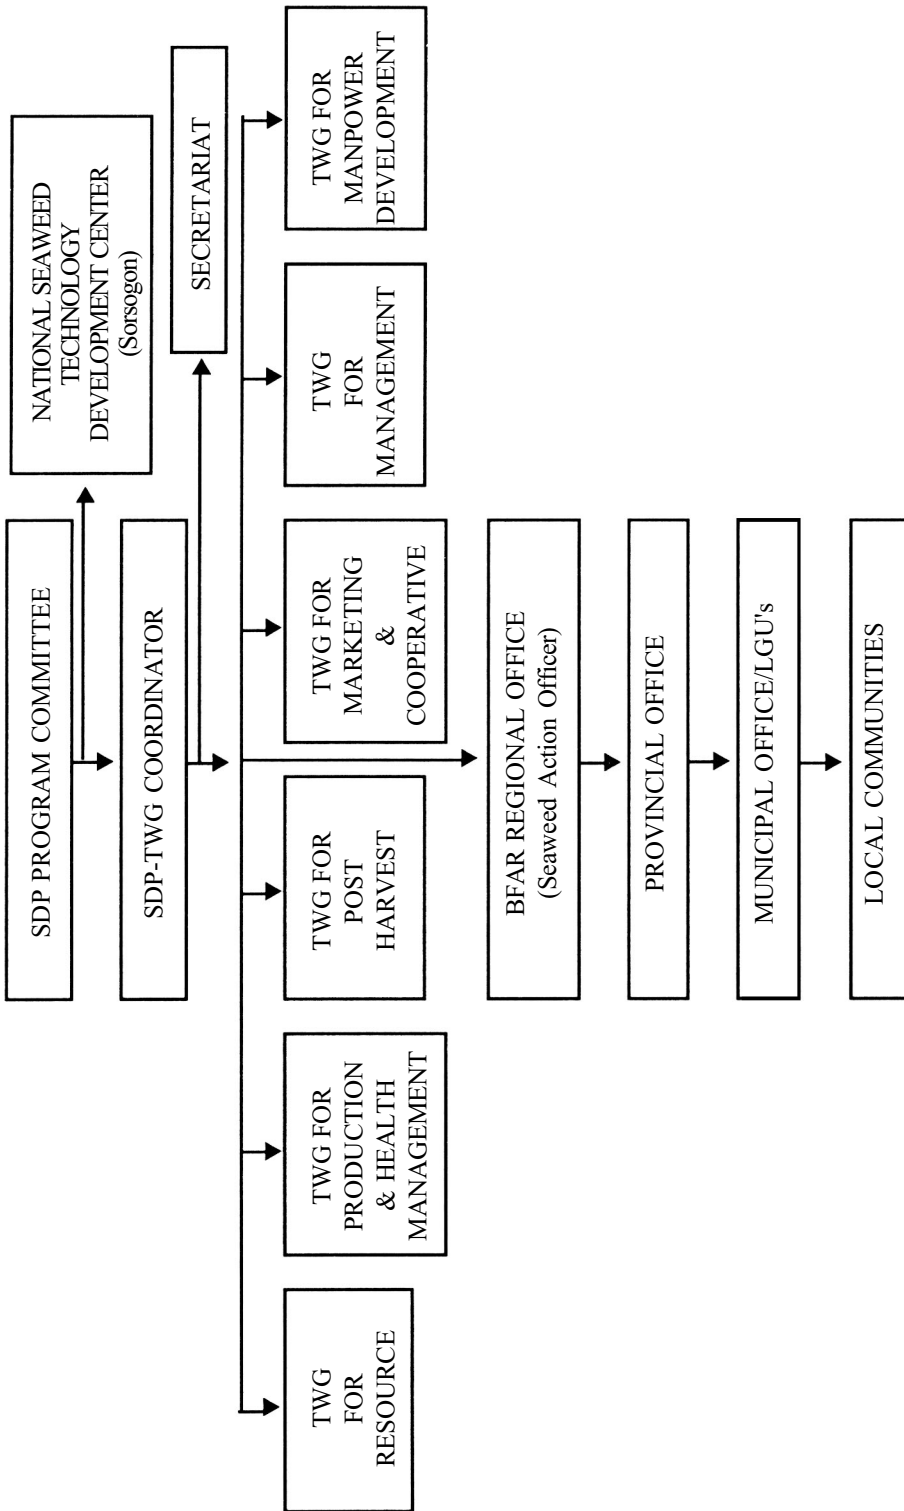 SDP PROGRAM COMMITTEE
NATIONAL SEAWEED
TECHNOLOGY
DEVELOPMENT CENTER
(Sorsogon)
SDP-TWG COORDINATOR
SECRETARIAT
TWG
FOR
RESOURCE
TWG FOR
PRODUCTION
& HEALTH
MANAGEMENT
TWG FOR
POST
HARVEST
TWG FOR
MARKETING
&
COOPERATIVE
TWG
FOR
MANAGEMENT
TWG FOR
MANPOWER
DEVELOPMENT
BFAR REGIONAL OFFICE
(Seaweed Action Officer)
PROVINCIAL OFFICE
MUNICIPAL OFFICE/LGU's
LOCAL COMMUNITIES